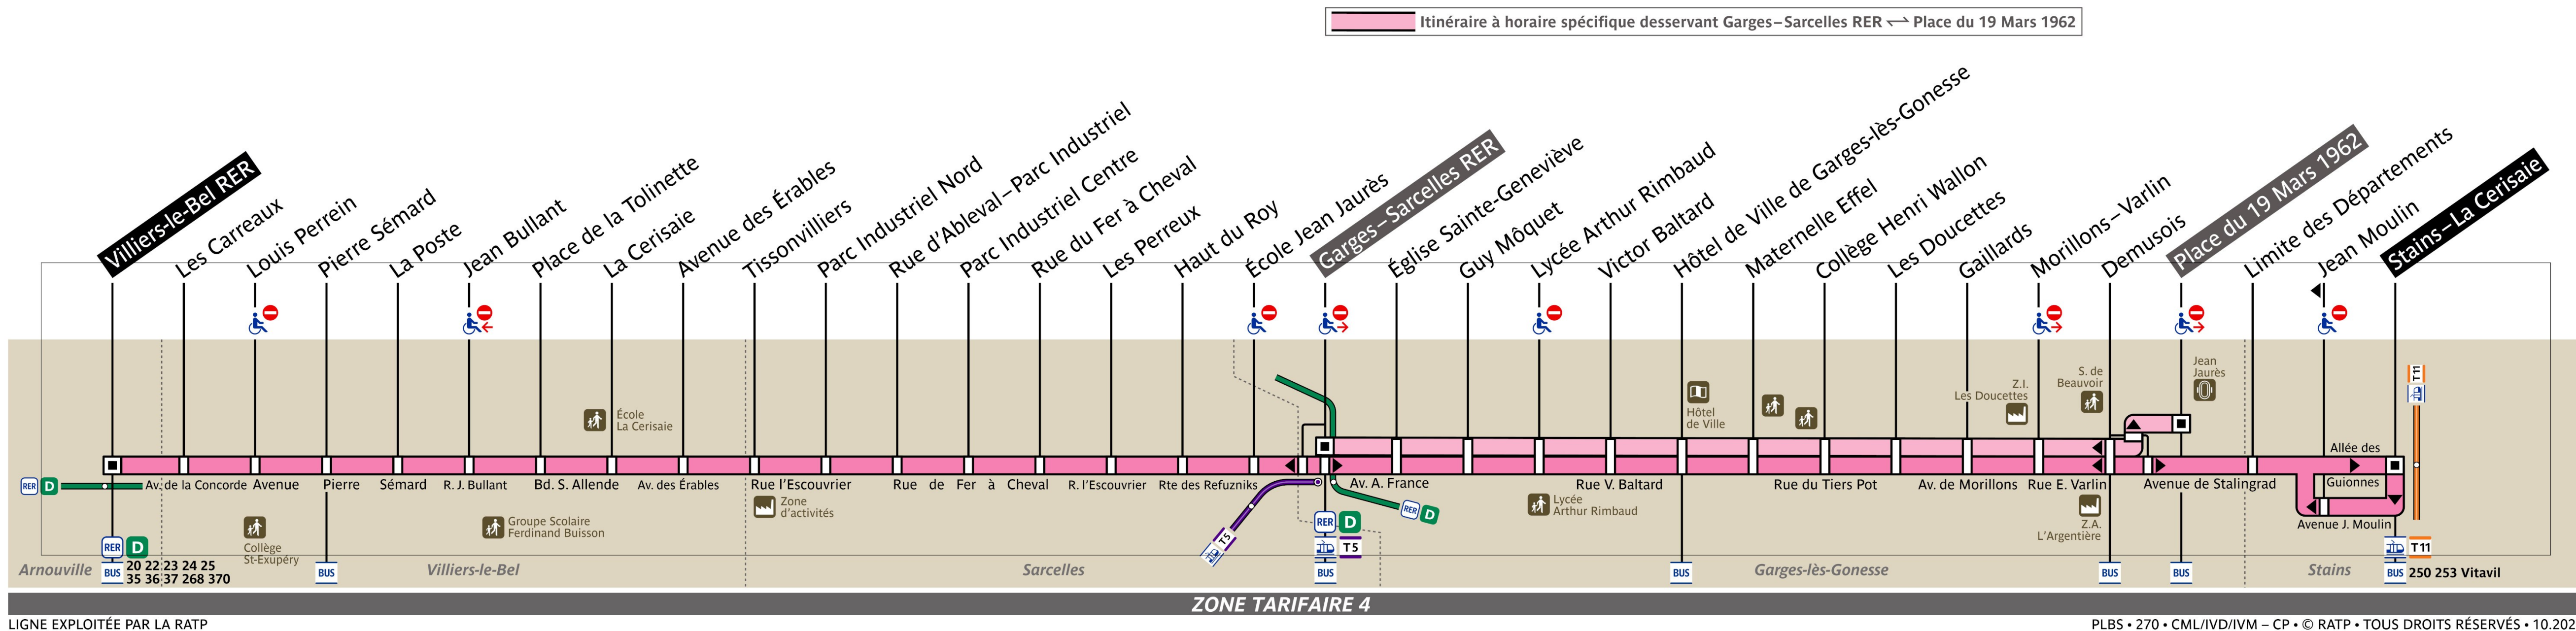 Itinéraire à horaire spécifique desservant Garges–Sarcelles RER ⇌ Place du 19 Mars 1962
Villiers-le-Bel RER
Les Carreaux
Louis Perrein
Pierre Sémard
La Poste
Jean Bullant
Place de la Tolinette
La Cerisaie
Avenue des Érables
Tissonvilliers
Parc Industriel Nord
Rue d'Ableval – Parc Industriel
Parc Industriel Centre
Rue du Fer à Cheval
Les Perreux
Haut du Roy
École Jean Jaurès
Garges – Sarcelles RER
Église Sainte-Geneviève
Guy Môquet
Lycée Arthur Rimbaud
Victor Baltard
Hôtel de Ville de Garges-lès-Gonesse
Maternelle Effel
Collège Henri Wallon
Les Doucettes
Gaillards
Morillons – Varlin
Demusois
Place du 19 Mars 1962
Limite des Départements
Jean Moulin
Stains – La Cerisaie
École
La Cerisaie
Hôtel
de Ville
Z.I.
Les Doucettes
S. de
Beauvoir
Jean
Jaurès
T11
Allée des
Guionnes
Avenue J. Moulin
RER D
Av. de la Concorde
Avenue Pierre Sémard
R. J. Bullant
Bd. S. Allende
Av. des Érables
Rue l'Escouvrier
Rue de Fer à Cheval
R. l'Escouvrier
Rte des Refuzniks
Av. A. France
Rue V. Baltard
Rue du Tiers Pot
Av. de Morillons
Rue E. Varlin
Avenue de Stalingrad
Zone
d'activités
Collège
St-Exupéry
Groupe Scolaire
Ferdinand Buisson
Lycée
Arthur Rimbaud
Z.A.
L'Argentière
T5
RER D
RER D
T5
BUS
RER D
BUS 20 22 23 24 25
35 36 37 268 370
BUS
BUS
BUS
BUS
T11
BUS 250 253 Vitavil
Arnouville
Villiers-le-Bel
Sarcelles
Garges-lès-Gonesse
Stains
ZONE TARIFAIRE 4
LIGNE EXPLOITÉE PAR LA RATP
PLBS • 270 • CML/IVD/IVM – CP • © RATP • TOUS DROITS RÉSERVÉS • 10.202